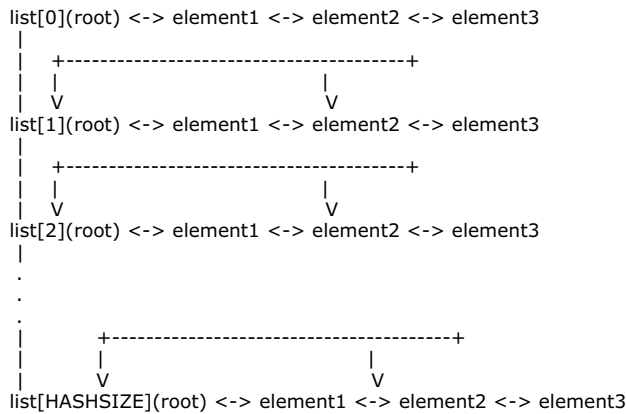 list[0](root) <-> element1 <-> element2 <-> element3
|
|   +----------------------------------------+
|   |                               |
|   V                               V
list[1](root) <-> element1 <-> element2 <-> element3
|
|   +----------------------------------------+
|   |                               |
|   V                               V
list[2](root) <-> element1 <-> element2 <-> element3
|
.
.
.
|        +----------------------------------------+
|        |                               |
|        V                               V
list[HASHSIZE](root) <-> element1 <-> element2 <-> element3